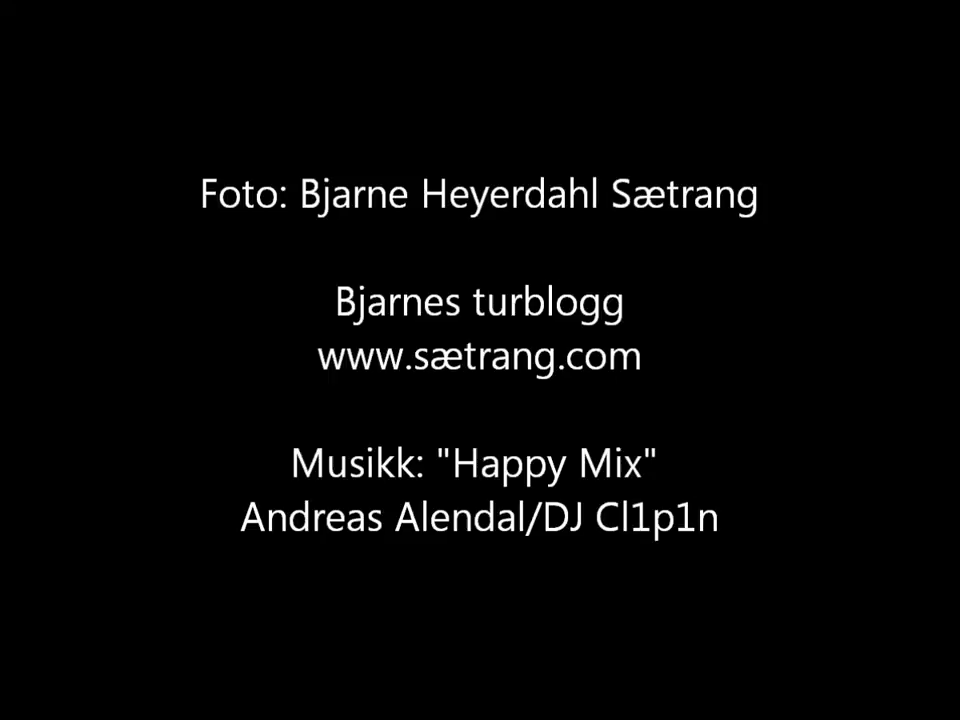 Foto: Bjarne Heyerdahl Sætrang
Bjarnes turblogg
www.sætrang.com
Musikk: "Happy Mix"
Andreas Alendal/DJ Cl1p1n